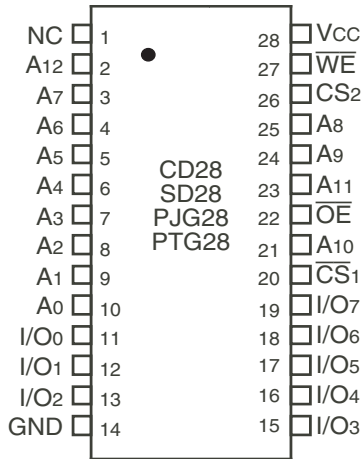 NC 1 28 VCC
A12 2 27 WE
A7 3 26 CS2
A6 4 25 A8
A5 5 24 A9
A4 6 23 A11
A3 7 22 OE
A2 8 21 A10
A1 9 20 CS1
A0 10 19 I/O7
I/O0 11 18 I/O6
I/O1 12 17 I/O5
I/O2 13 16 I/O4
GND 14 15 I/O3
CD28
SD28
PJG28
PTG28